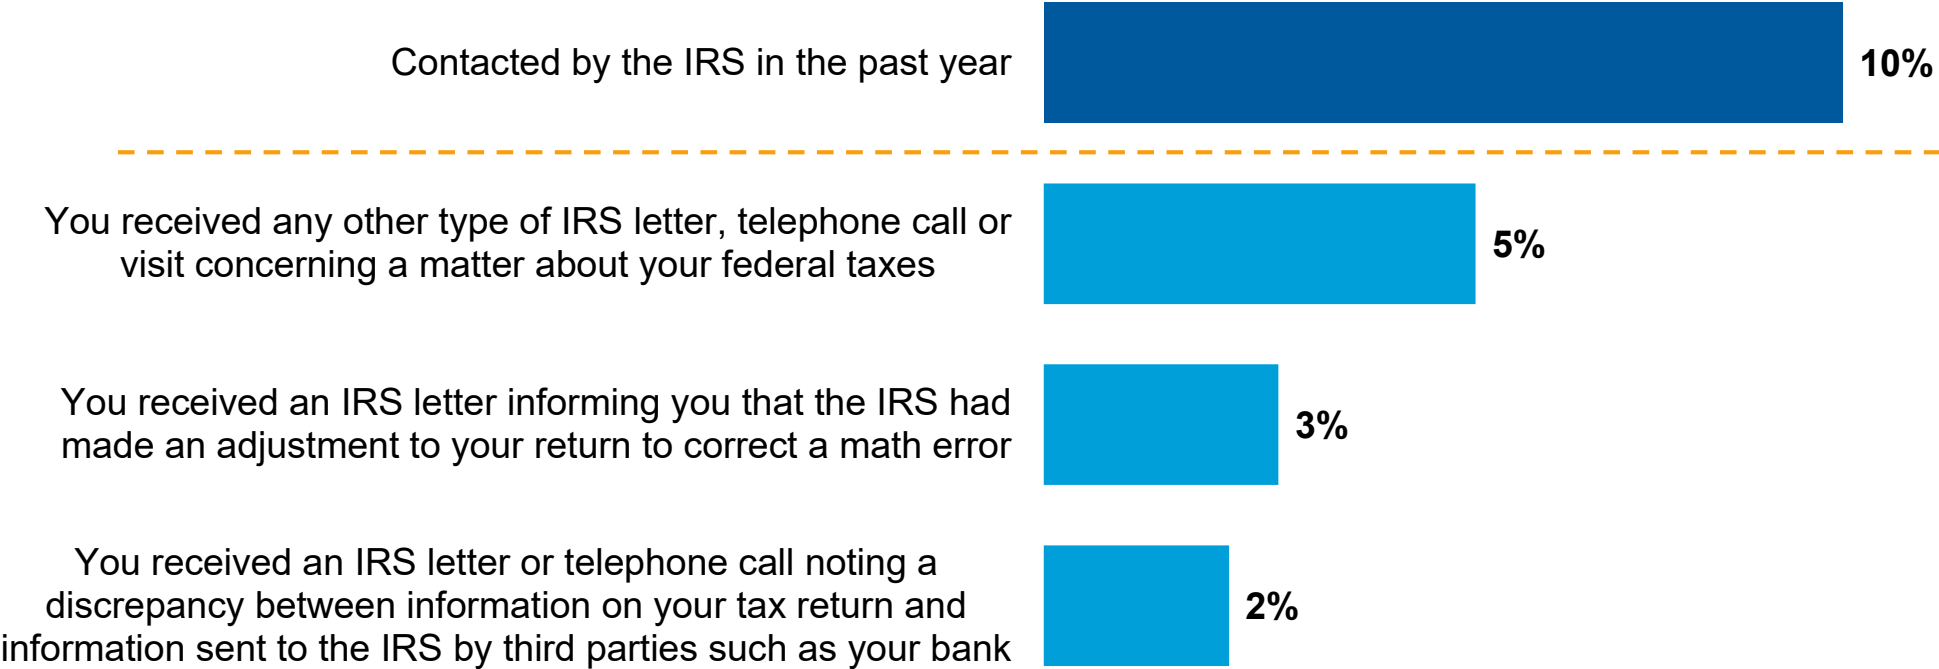 Contacted by the IRS in the past year
10%
You received any other type of IRS letter, telephone call or
visit concerning a matter about your federal taxes
5%
You received an IRS letter informing you that the IRS had
made an adjustment to your return to correct a math error
3%
You received an IRS letter or telephone call noting a
discrepancy between information on your tax return and
information sent to the IRS by third parties such as your bank
2%